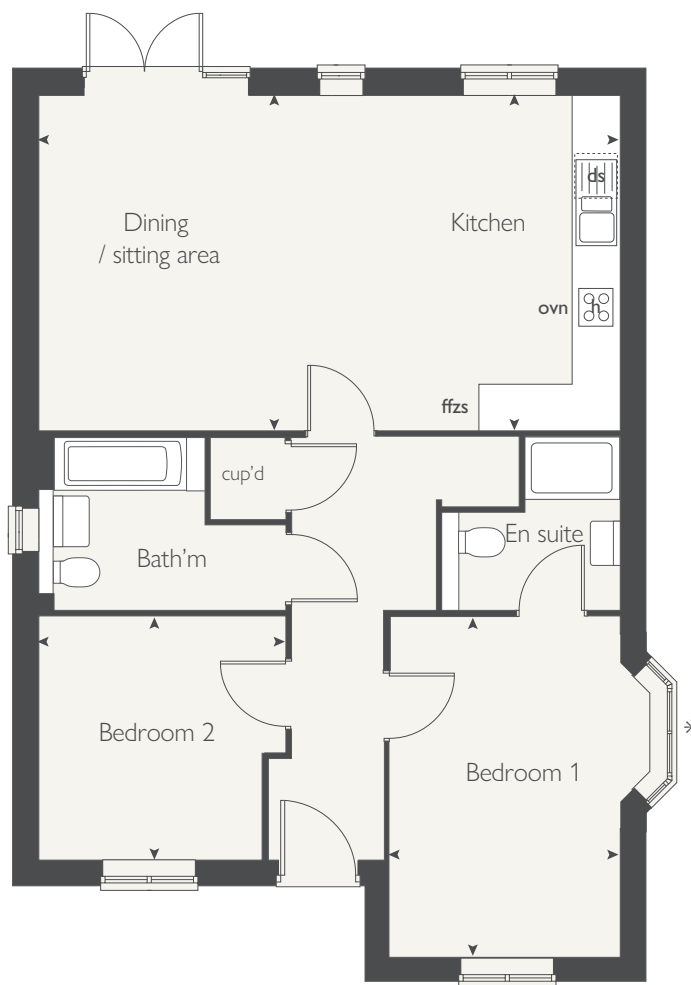 ds
Dining
/ sitting area
Kitchen
ovn
h
ffzs
cup'd
En suite
Bath'm
Bedroom 2
Bedroom 1